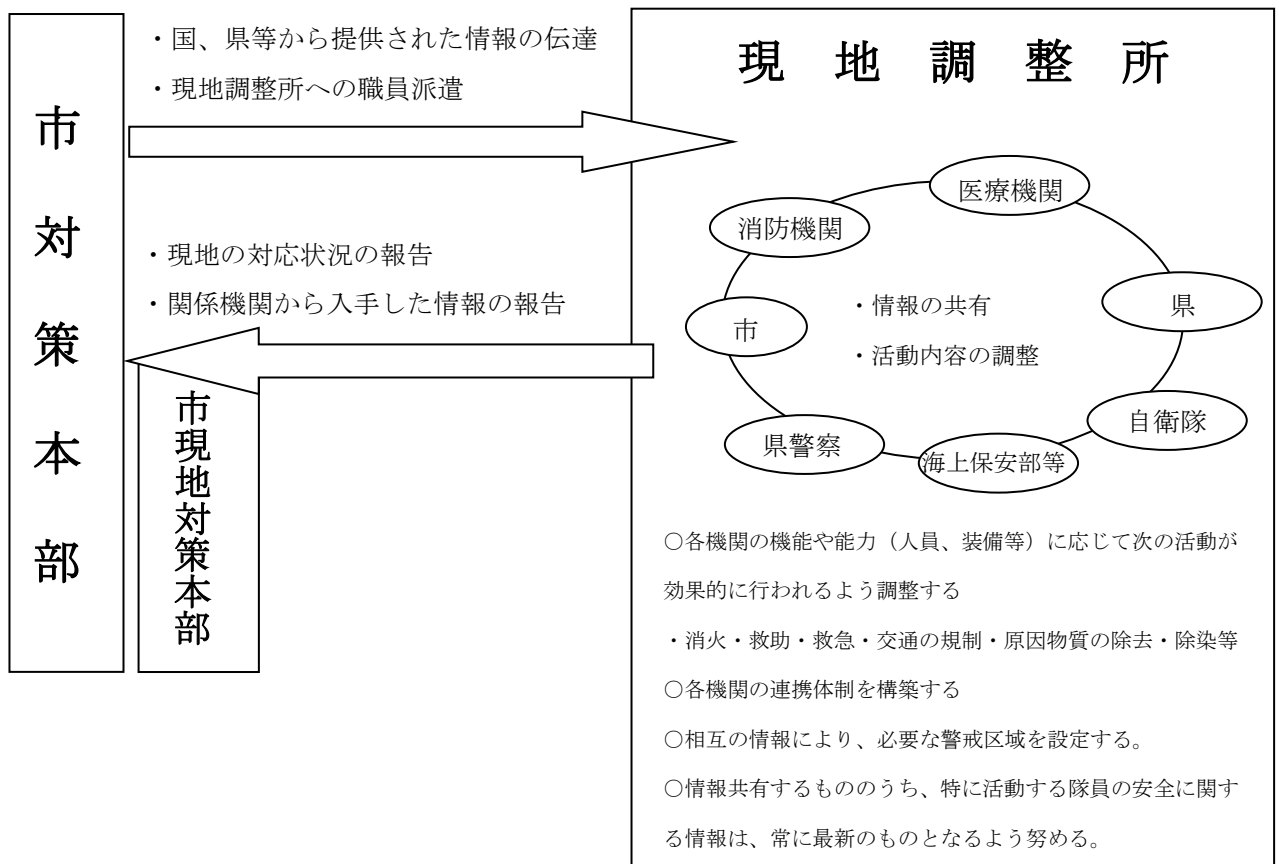 市対策本部
・国、県等から提供された情報の伝達
・現地調整所への職員派遣
・現地の対応状況の報告
・関係機関から入手した情報の報告
市現地対策本部
現地調整所
医療機関
消防機関
県
市
・情報の共有
・活動内容の調整
自衛隊
県警察
海上保安部等
○各機関の機能や能力（人員、装備等）に応じて次の活動が
効果的に行われるよう調整する
・消火・救助・救急・交通の規制・原因物質の除去・除染等
○各機関の連携体制を構築する
○相互の情報により、必要な警戒区域を設定する。
○情報共有するもののうち、特に活動する隊員の安全に関す
る情報は、常に最新のものとなるよう努める。